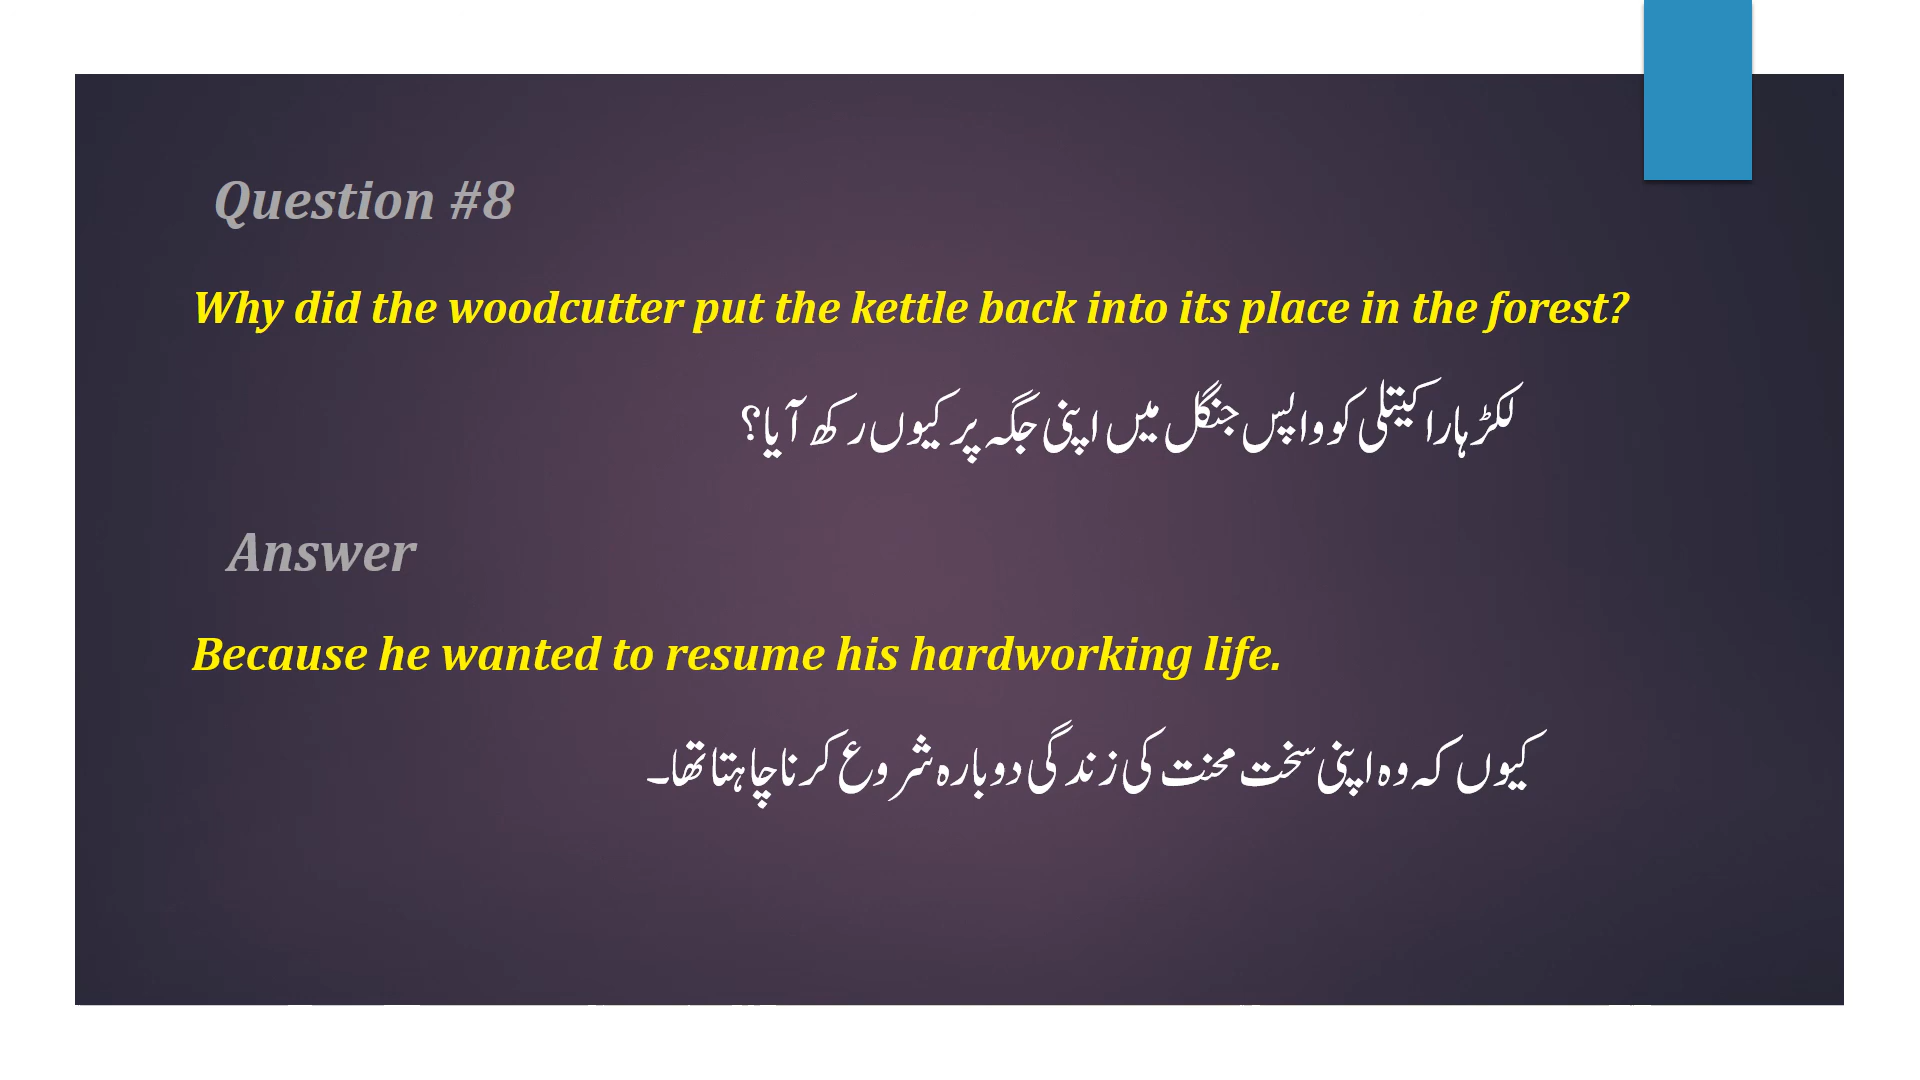 Question #8
Why did the woodcutter put the kettle back into its place in the forest?
لکڑہارا کیتلی کو واپس جنگل میں اپنی جگہ پر کیوں رکھ آیا؟
Answer
Because he wanted to resume his hardworking life.
کیوں کہ وہ اپنی سخت محنت کی زندگی دوبارہ شروع کرنا چاہتا تھا۔